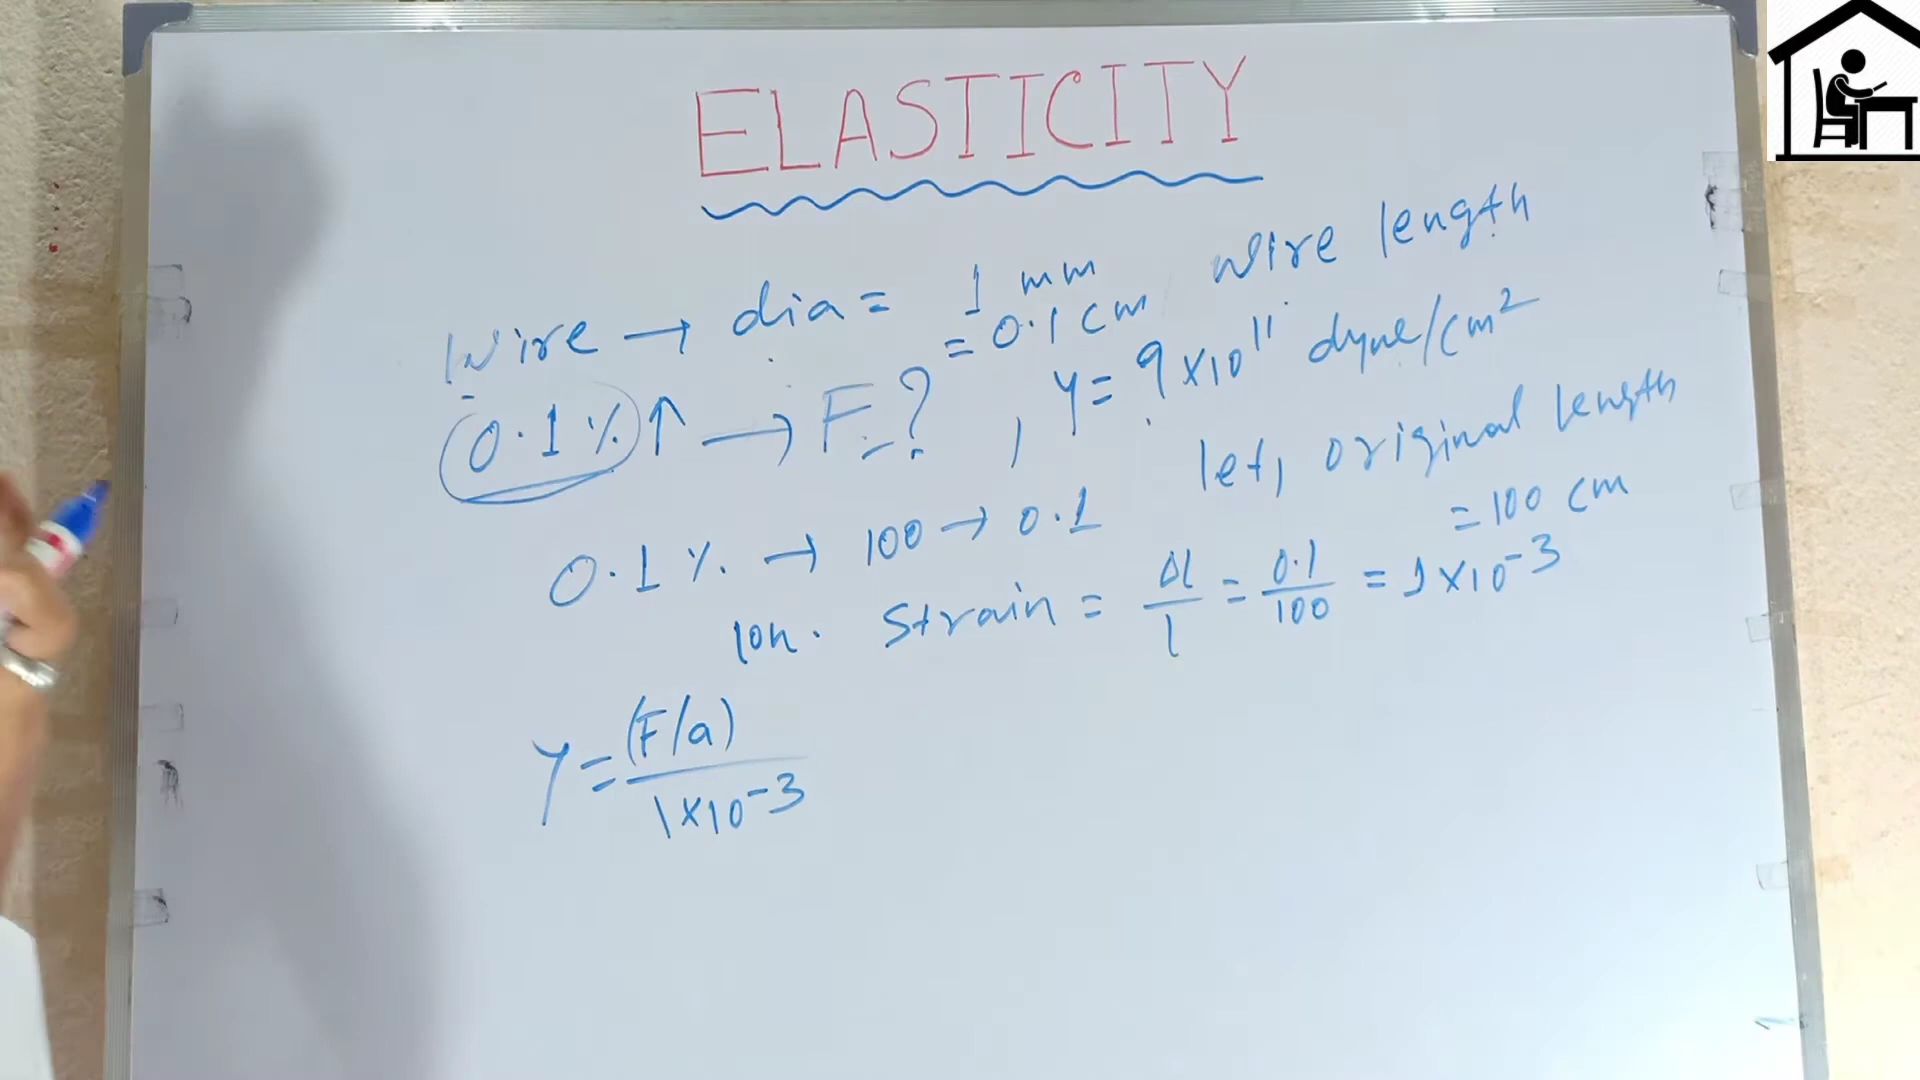 ELASTICITY
Wire → dia = 1 mm wire length
= 0.1 cm
0.1 % ↑ → F = ? , Y = 9 × 10¹¹ dyne/cm²
let, original length
= 100 cm
0.1 % → 100 → 0.1
lon. Strain = Δl/l = 0.1/100 = 1 × 10⁻³
Y = (F/a)/1×10⁻³